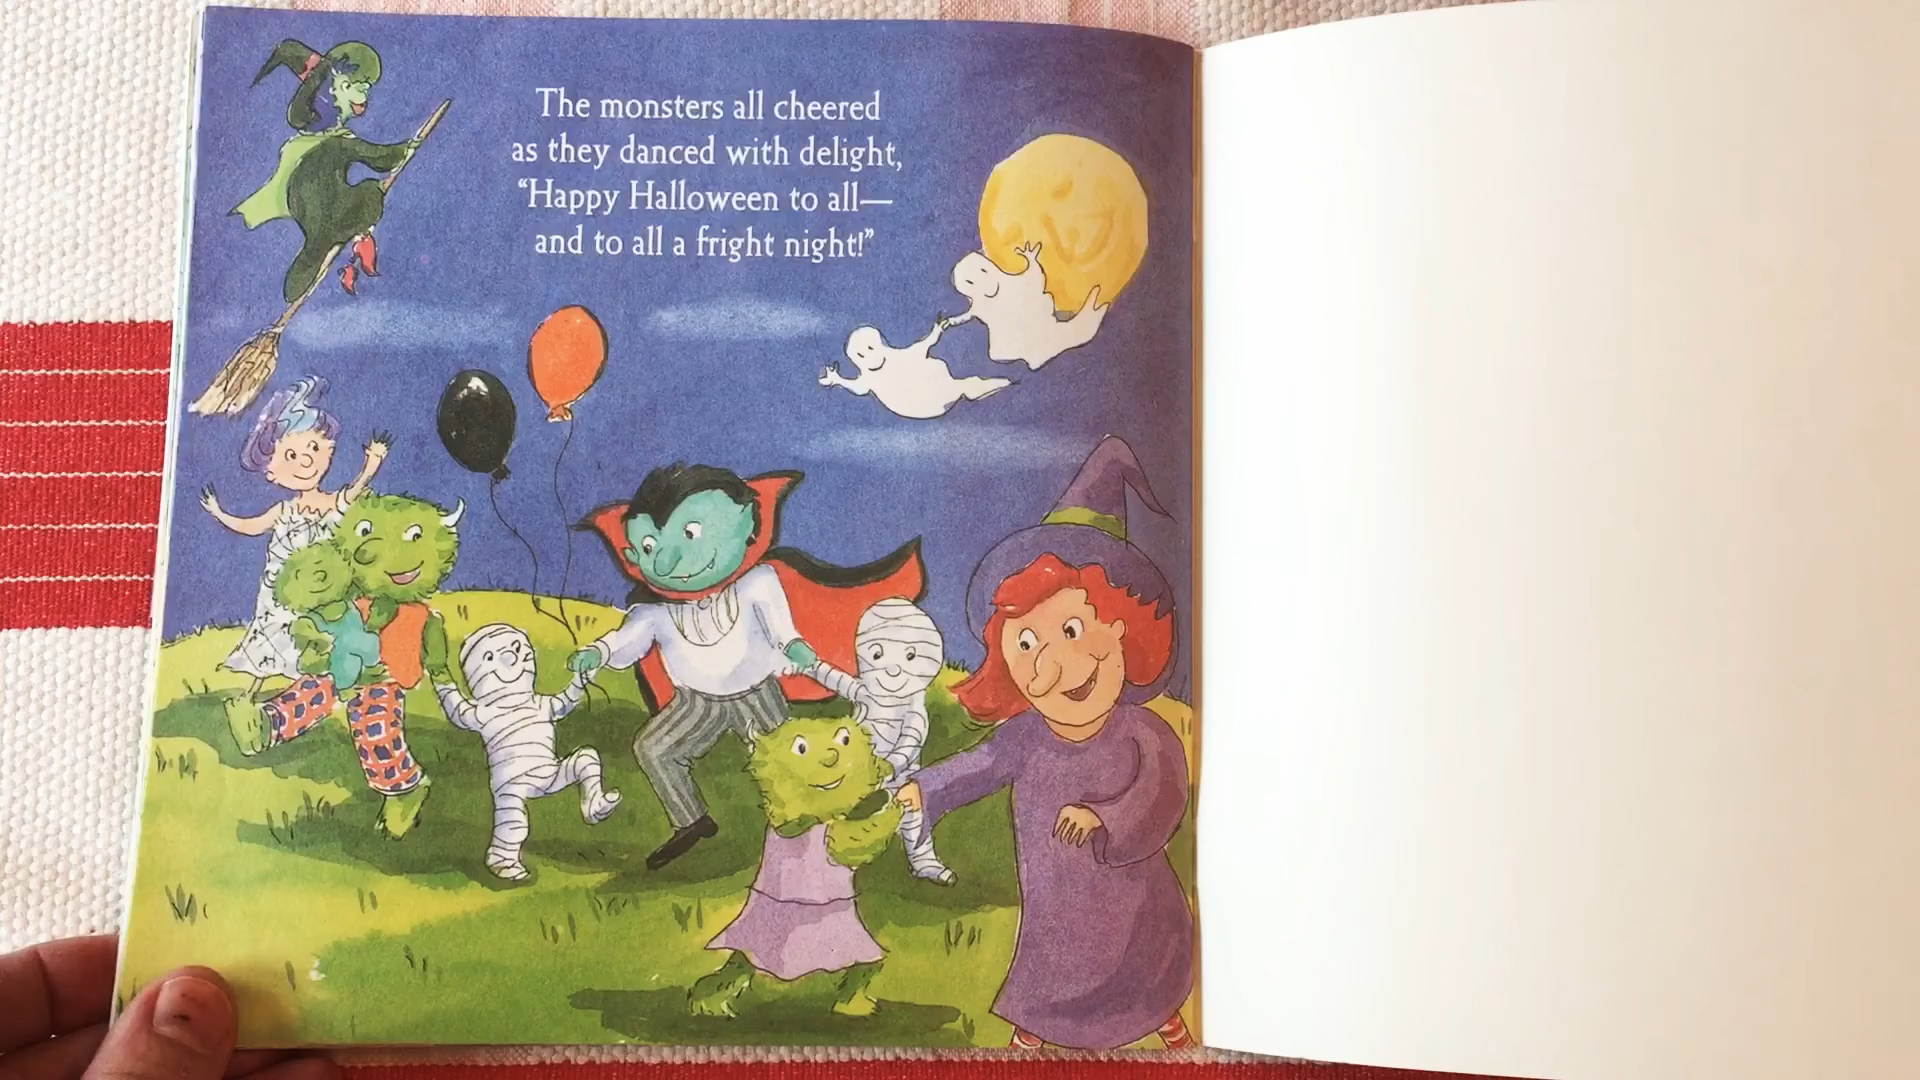 The monsters all cheered
as they danced with delight,
“Happy Halloween to all—
and to all a fright night!”